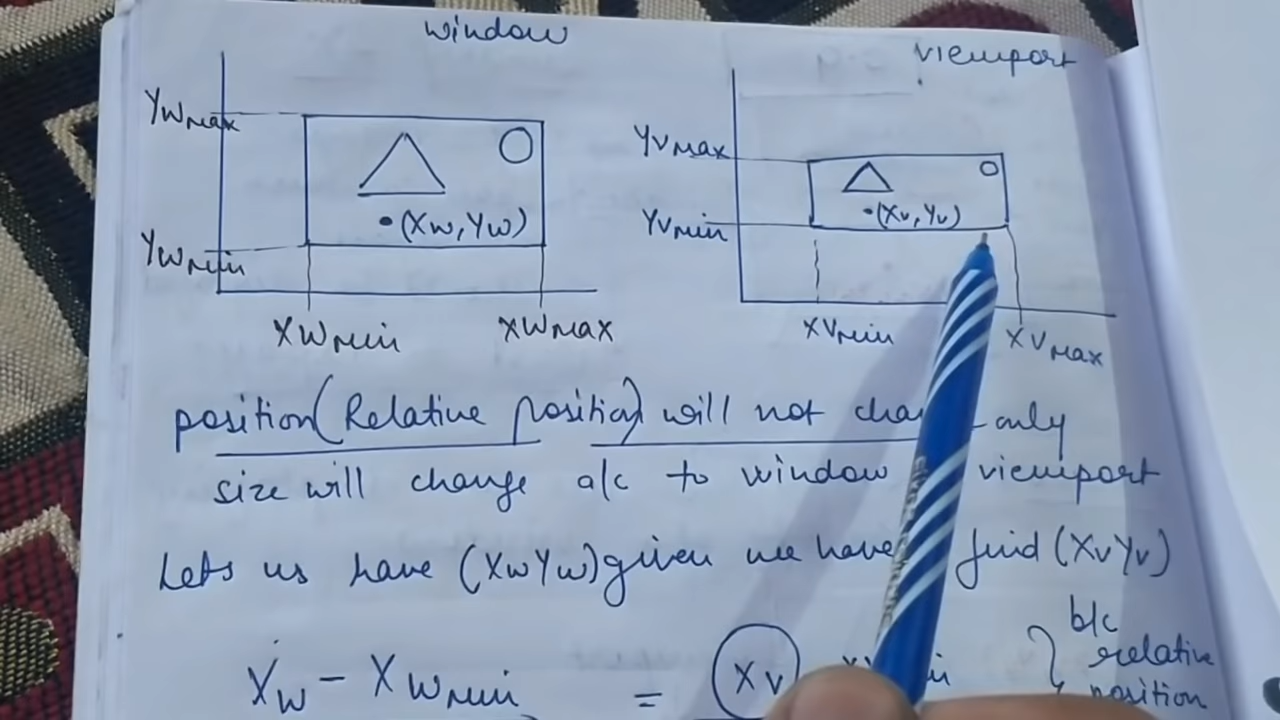 window
viewport
YWmax
YVmax
(Xw, Yw)
(Xv, Yv)
YVmin
YWmin
XWmin
XWmax
XVmin
XVmax
position(Relative position) will not only
size will change a/c to window viewport
Lets us have (XwYw) given we have find (XvYv)
b/c
relative
position
Xw - XWmin = Xv